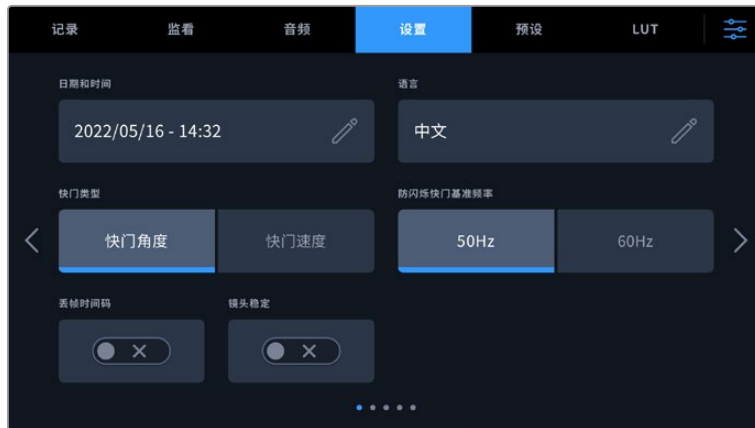 记录 监看 音频 设置 预设 LUT
日期和时间 语言
2022/05/16 - 14:32 中文
快门类型 防闪烁快门基准频率
快门角度 快门速度 50Hz 60Hz
丢帧时间码 镜头稳定